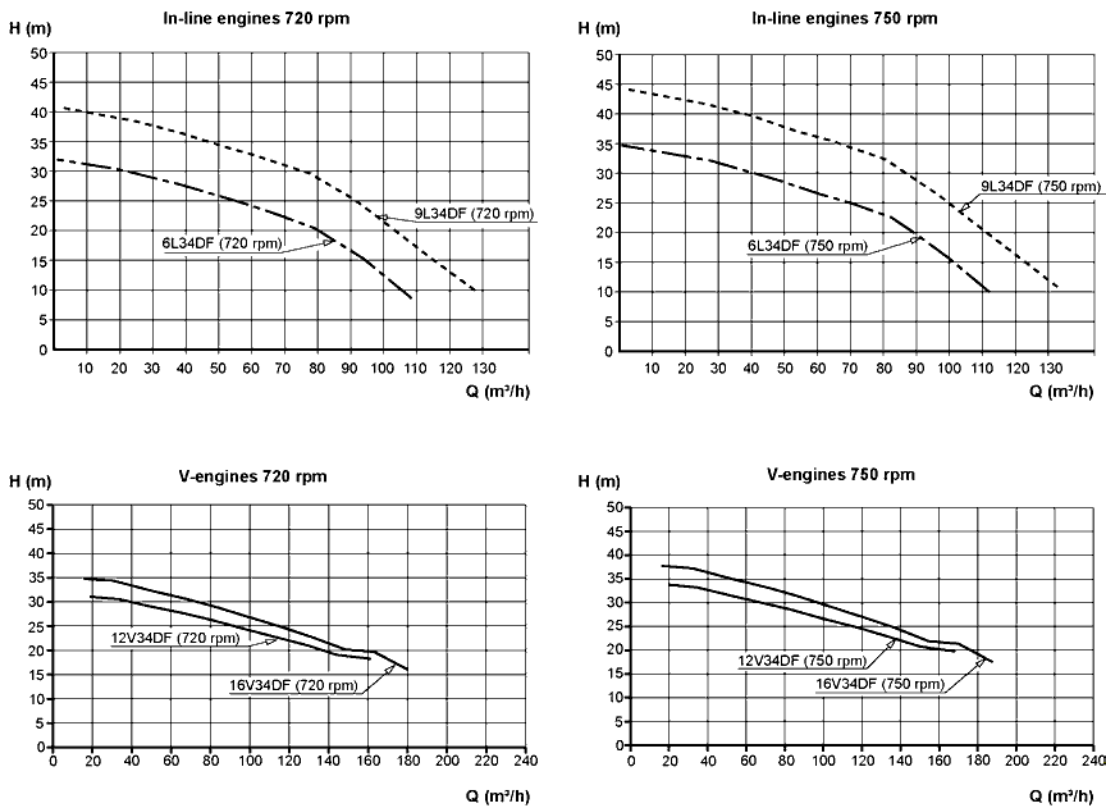 In-line engines 720 rpm
H (m)
50
45
40
35
30
25
20
15
10
5
0
9L34DF (720 rpm)
6L34DF (720 rpm)
10 20 30 40 50 60 70 80 90 100 110 120 130
Q (m³/h)
In-line engines 750 rpm
H (m)
50
45
40
35
30
25
20
15
10
5
0
9L34DF (750 rpm)
6L34DF (750 rpm)
10 20 30 40 50 60 70 80 90 100 110 120 130
Q (m³/h)
V-engines 720 rpm
H (m)
50
45
40
35
30
25
20
15
10
5
0
12V34DF (720 rpm)
16V34DF (720 rpm)
0 20 40 60 80 100 120 140 160 180 200 220 240
Q (m³/h)
V-engines 750 rpm
H (m)
50
45
40
35
30
25
20
15
10
5
0
12V34DF (750 rpm)
16V34DF (750 rpm)
0 20 40 60 80 100 120 140 160 180 200 220 240
Q (m³/h)